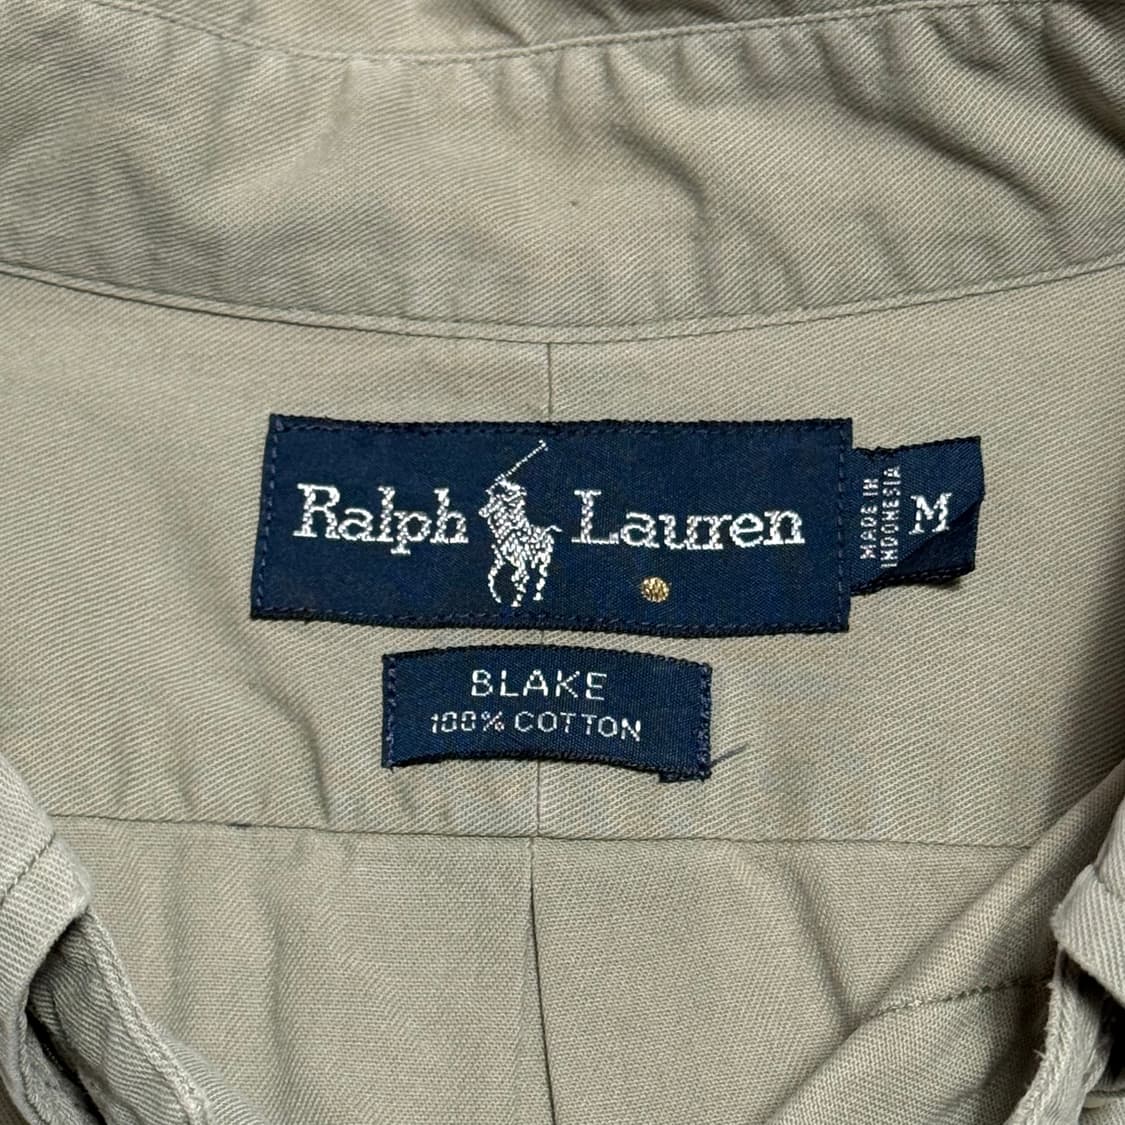 Ralph Lauren
MADE IN
INDONESIA
M
BLAKE
100% COTTON